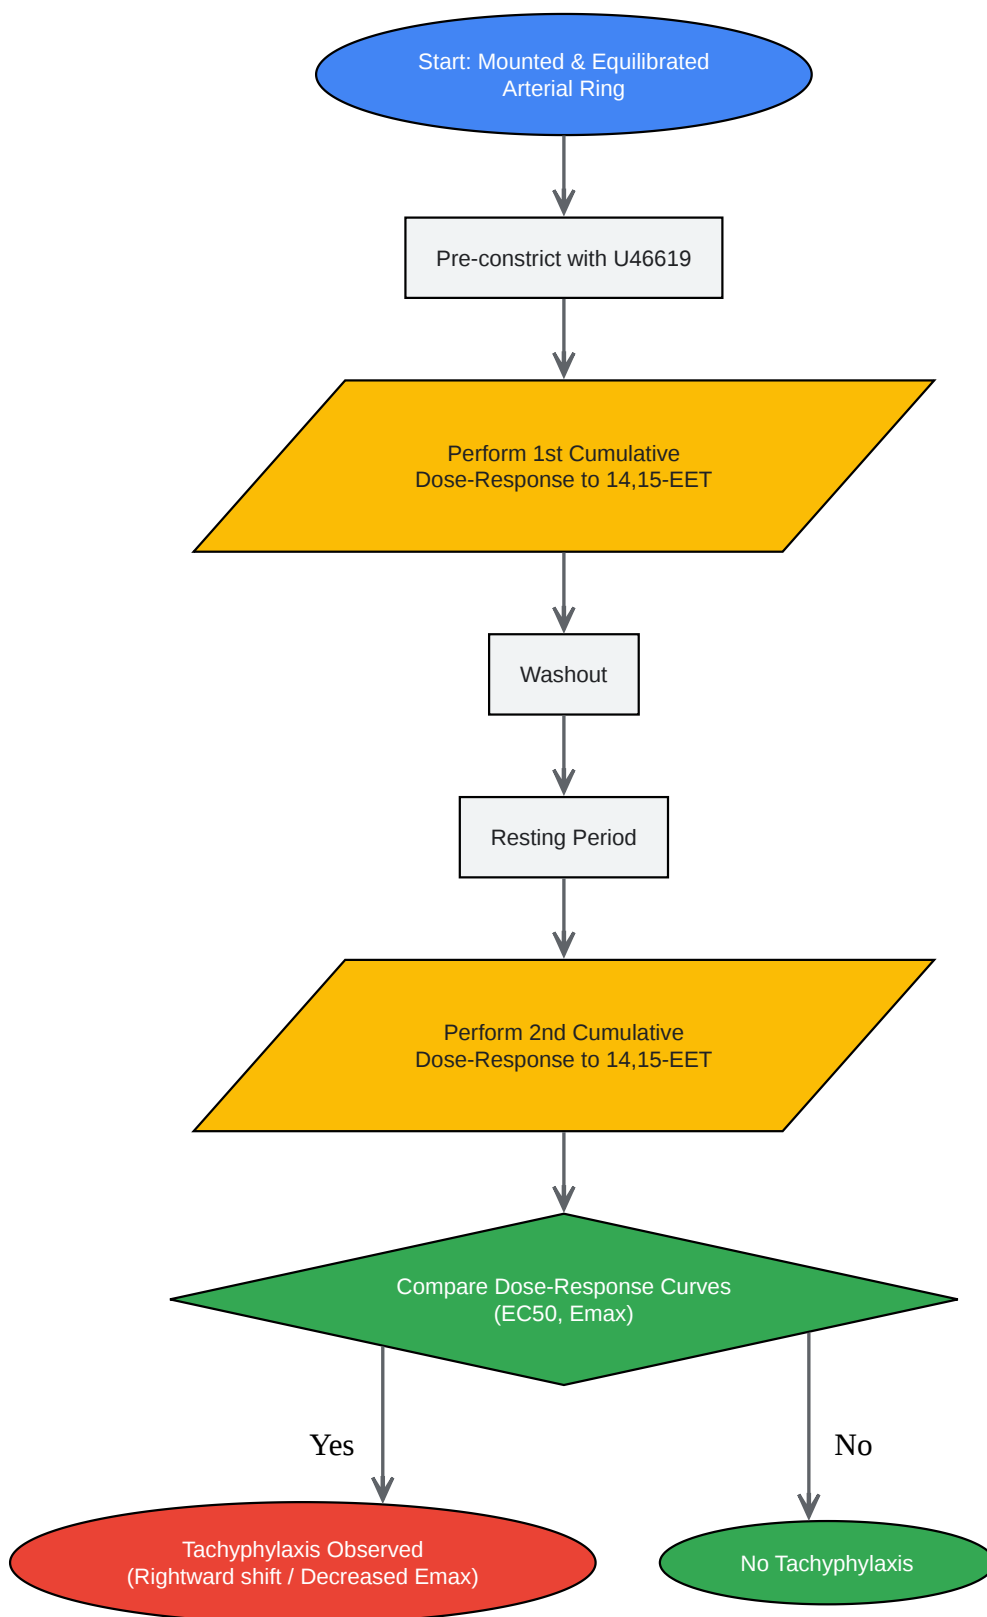 Start: Mounted & Equilibrated
Arterial Ring
Pre-constrict with U46619
Perform 1st Cumulative
Dose-Response to 14,15-EET
Washout
Resting Period
Perform 2nd Cumulative
Dose-Response to 14,15-EET
Compare Dose-Response Curves
(EC50, Emax)
Yes
No
Tachyphylaxis Observed
(Rightward shift / Decreased Emax)
No Tachyphylaxis